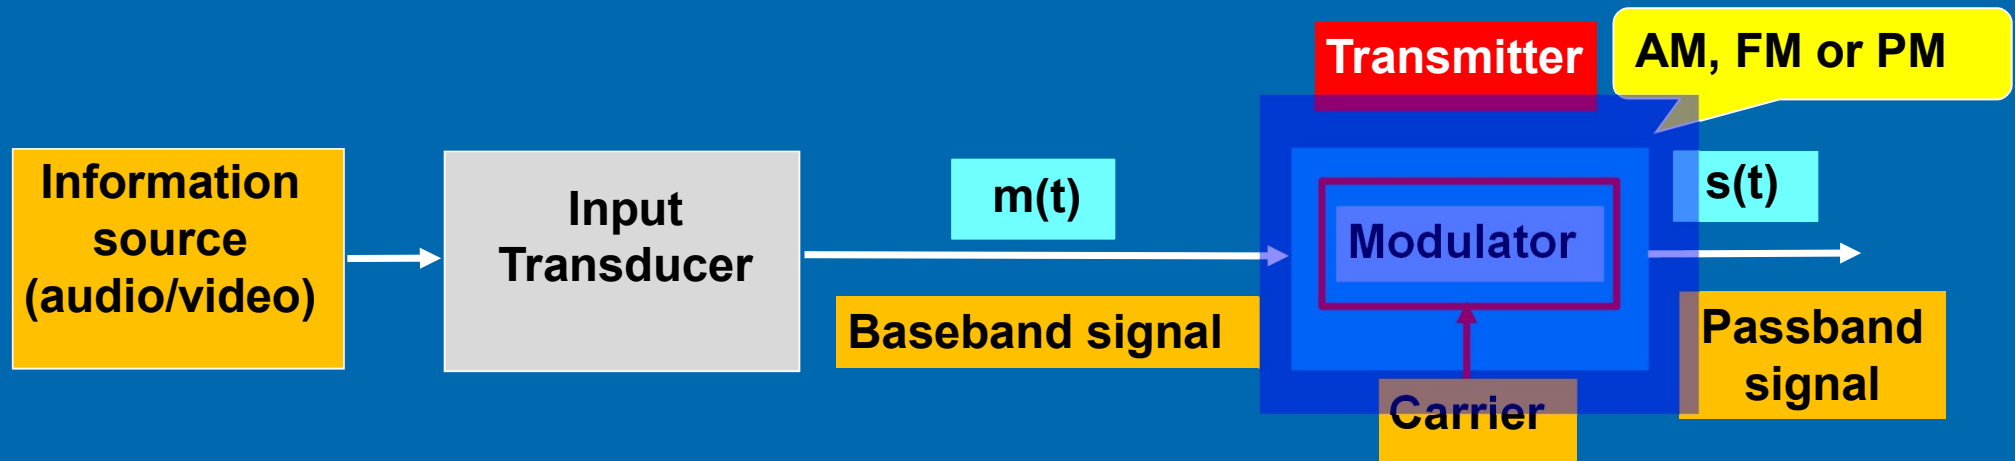 Transmitter
AM, FM or PM
Information
source
(audio/video)
Input
Transducer
m(t)
Baseband signal
Modulator
Carrier
s(t)
Passband
signal